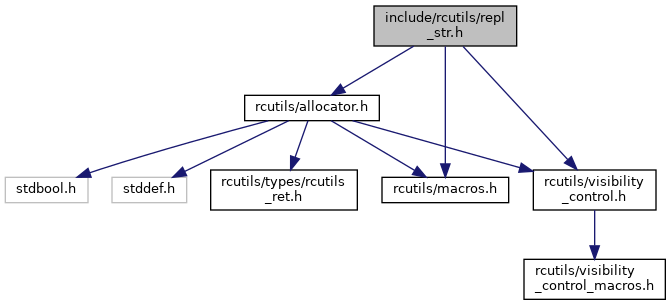 include/rcutils/repl
_str.h
rcutils/allocator.h
stdbool.h
stddef.h
rcutils/types/rcutils
_ret.h
rcutils/macros.h
rcutils/visibility
_control.h
rcutils/visibility
_control_macros.h